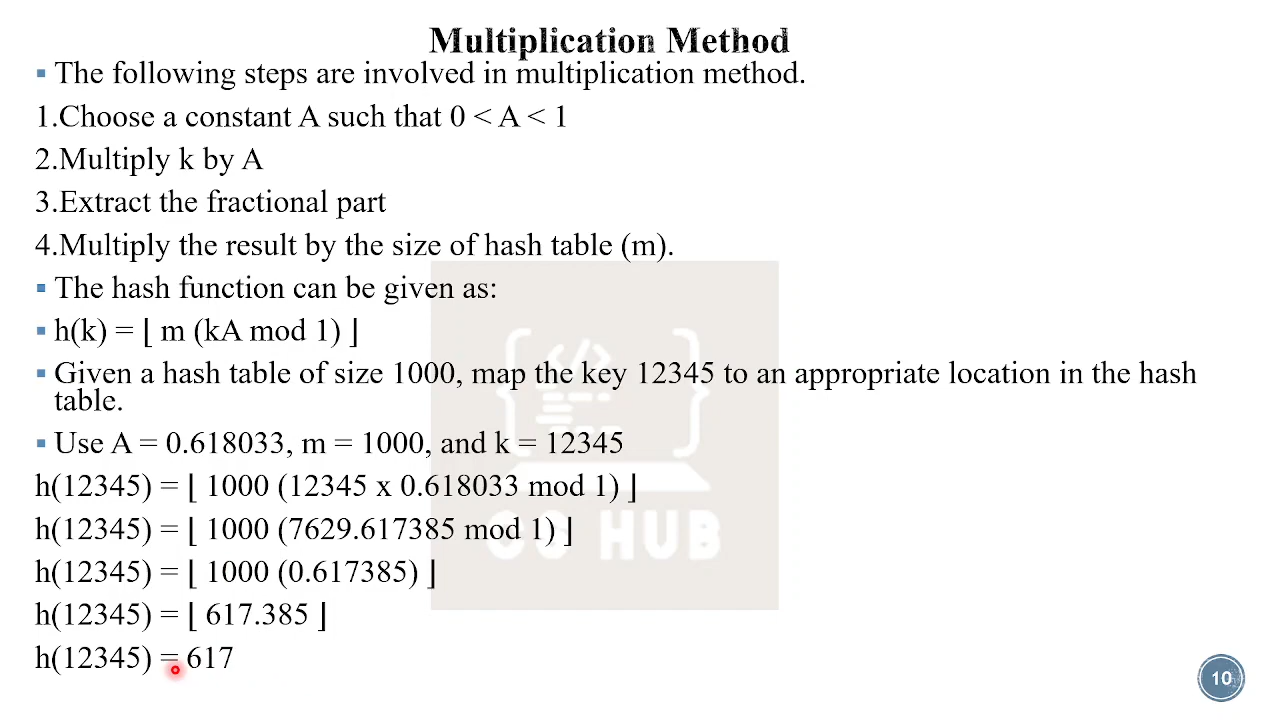 Multiplication Method
▪ The following steps are involved in multiplication method.
1.Choose a constant A such that 0 < A < 1
2.Multiply k by A
3.Extract the fractional part
4.Multiply the result by the size of hash table (m).
▪ The hash function can be given as:
▪ h(k) = ⌊ m (kA mod 1) ⌋
▪ Given a hash table of size 1000, map the key 12345 to an appropriate location in the hash
table.
▪ Use A = 0.618033, m = 1000, and k = 12345
h(12345) = ⌊ 1000 (12345 x 0.618033 mod 1) ⌋
h(12345) = ⌊ 1000 (7629.617385 mod 1) ⌋
h(12345) = ⌊ 1000 (0.617385) ⌋
h(12345) = ⌊ 617.385 ⌋
h(12345) = 617
HUB
10